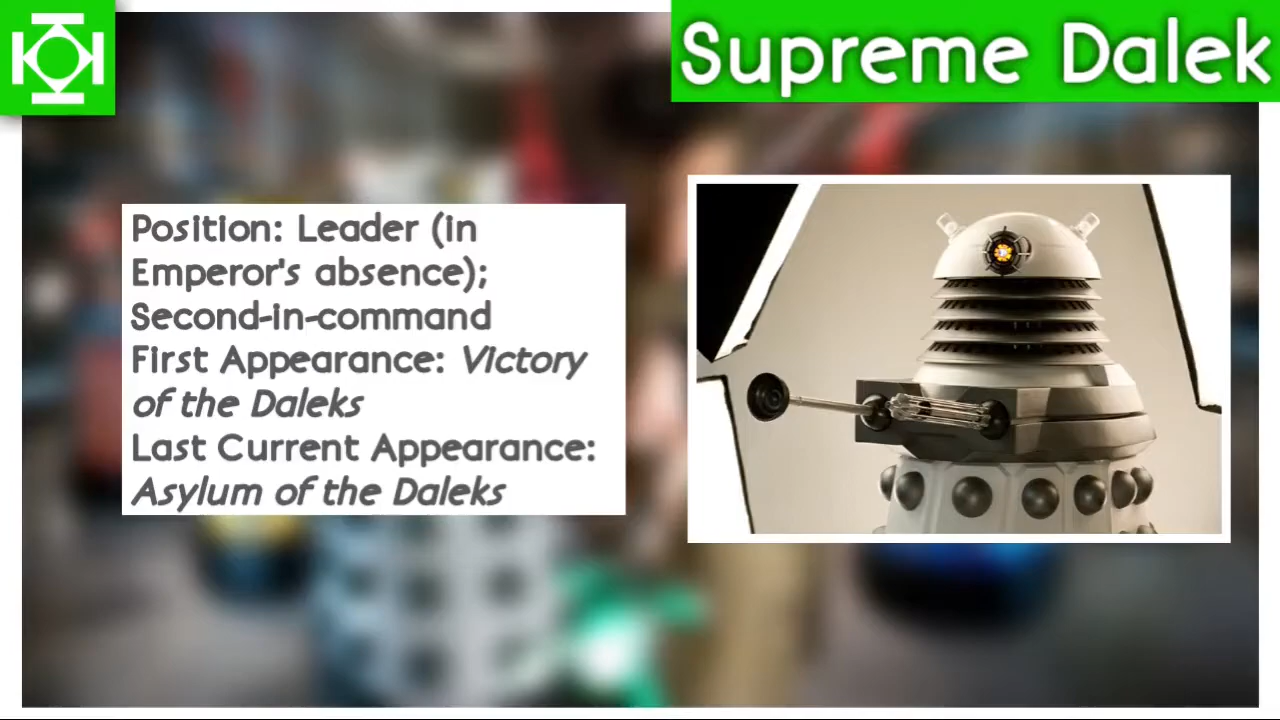 Supreme Dalek
Position: Leader (in
Emperor's absence);
Second-in-command
First Appearance: Victory
of the Daleks
Last Current Appearance:
Asylum of the Daleks